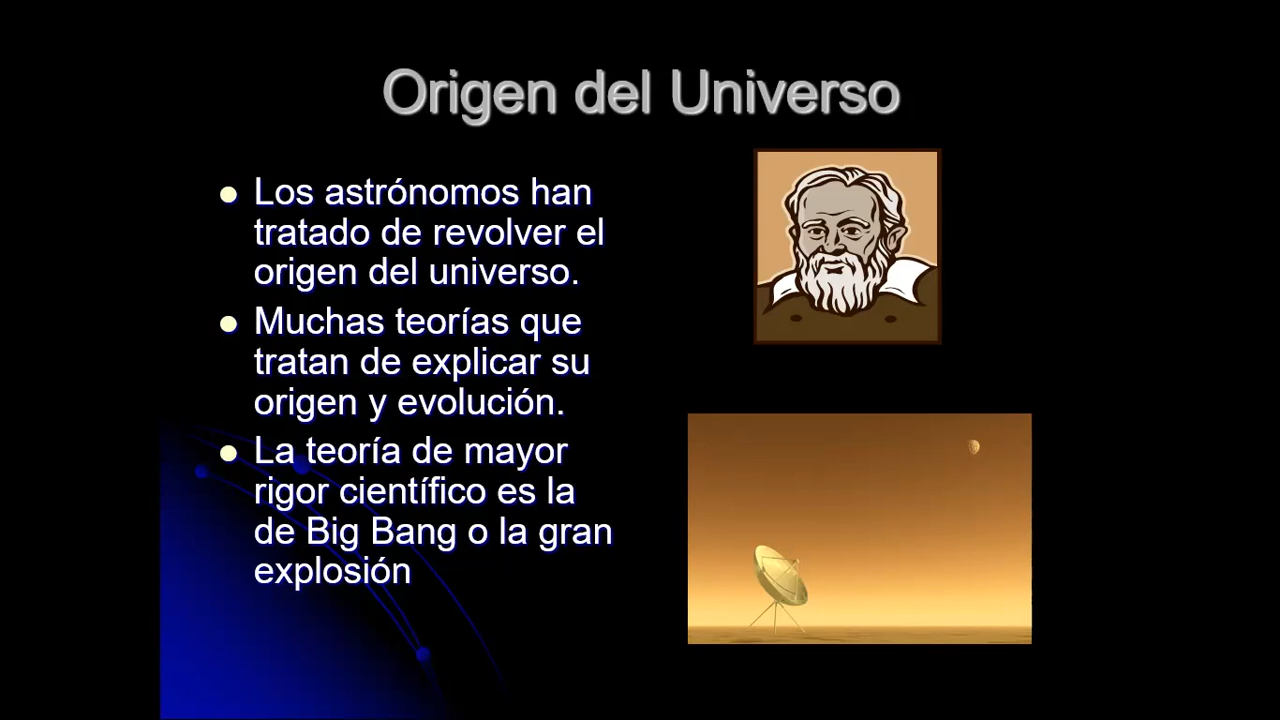 Origen del Universo
Los astrónomos han
tratado de revolver el
origen del universo.
Muchas teorías que
tratan de explicar su
origen y evolución.
La teoría de mayor
rigor científico es la
de Big Bang o la gran
explosión